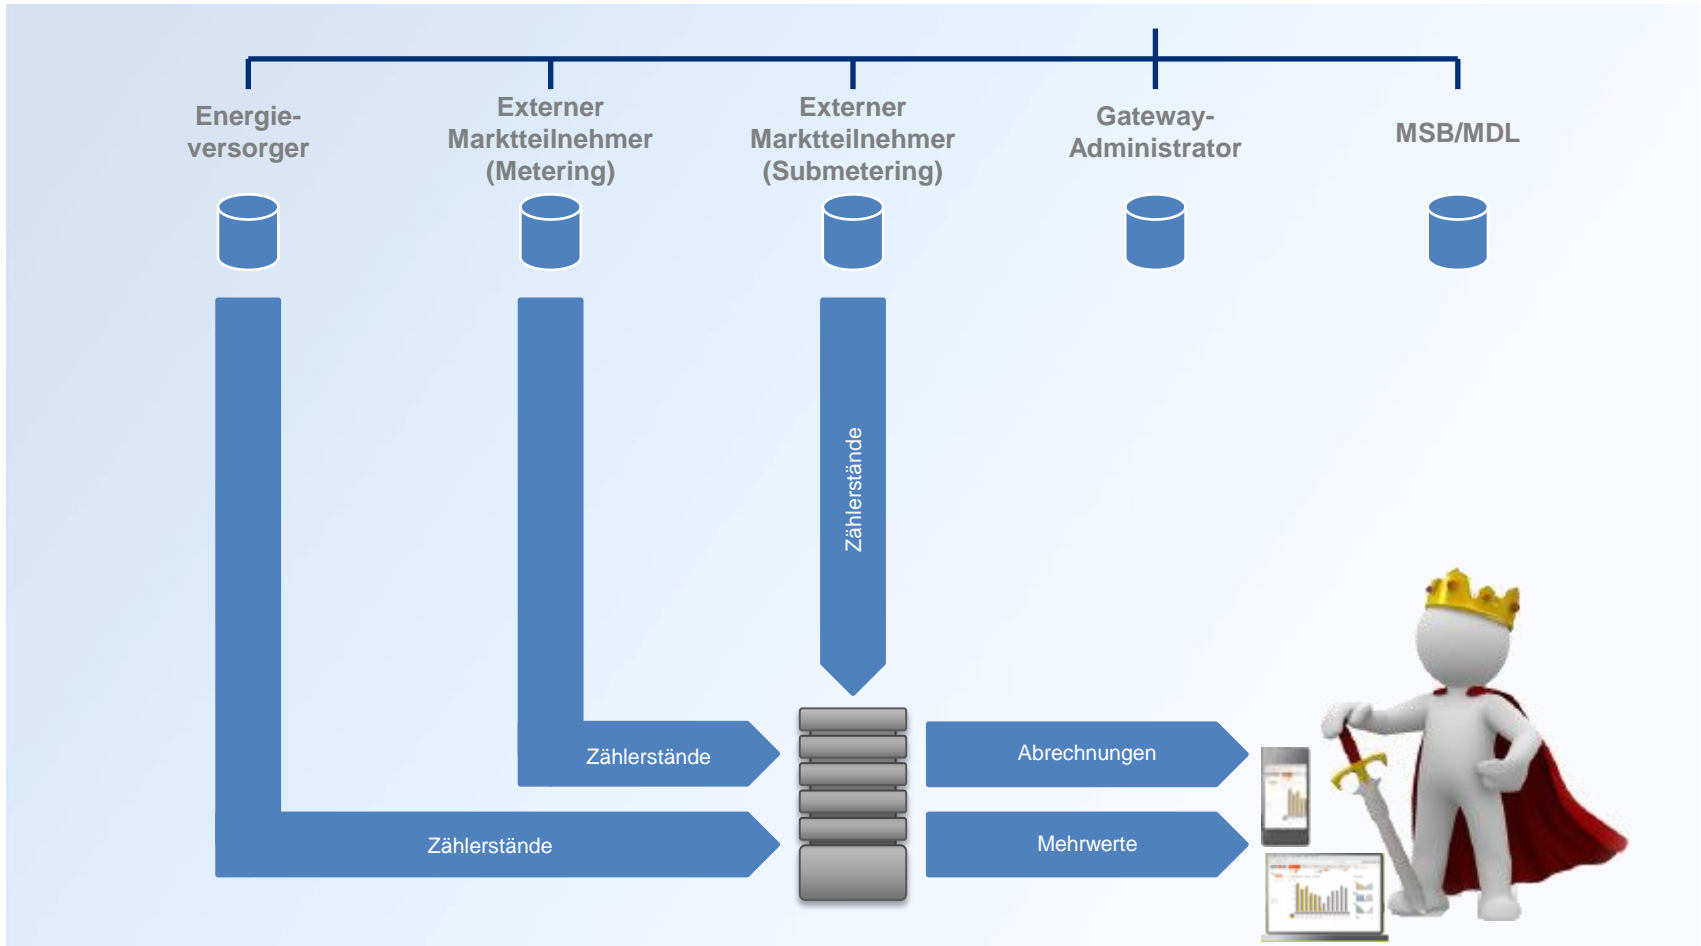 Energie-
versorger
Externer
Marktteilnehmer
(Metering)
Externer
Marktteilnehmer
(Submetering)
Gateway-
Administrator
MSB/MDL
Zählerstände
Zählerstände
Abrechnungen
Zählerstände
Mehrwerte